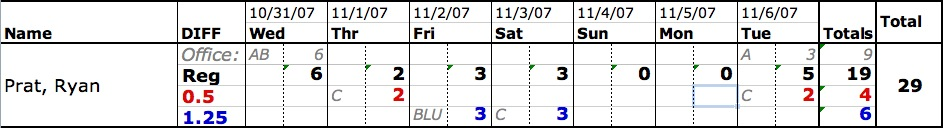 10/31/07 11/1/07 11/2/07 11/3/07 11/4/07 11/5/07 11/6/07 Total
Name DIFF Wed Thr Fri Sat Sun Mon Tue Totals
Office: AB 6 A 3 9
Prat, Ryan Reg 6 2 3 3 0 0 5 19 29
0.5 C 2 C 2 4
1.25 BLU 3 C 3 6